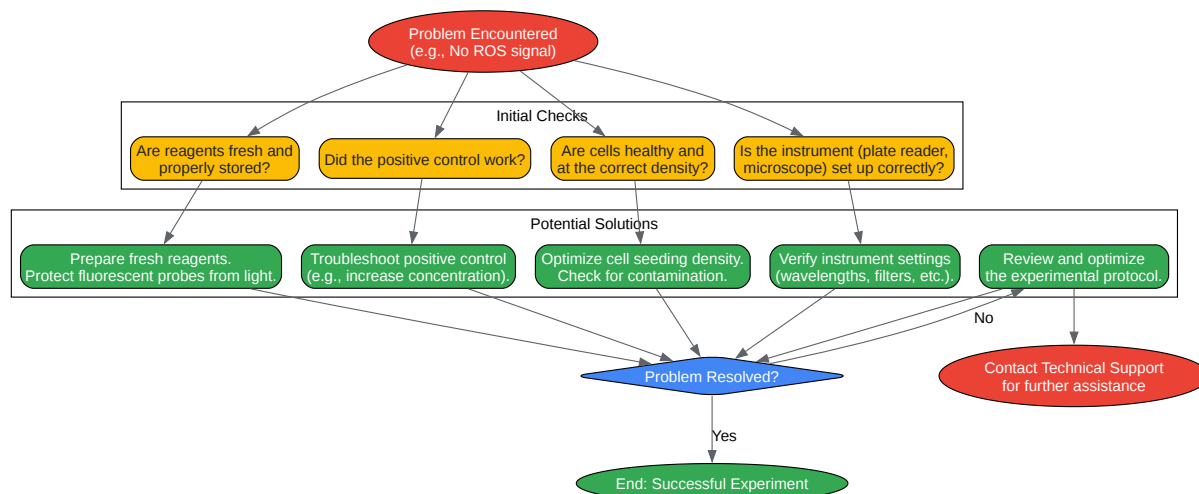 Problem Encountered
(e.g., No ROS signal)
Initial Checks
Are reagents fresh and
properly stored?
Did the positive control work?
Are cells healthy and
at the correct density?
Is the instrument (plate reader,
microscope) set up correctly?
Potential Solutions
Prepare fresh reagents.
Protect fluorescent probes from light.
Troubleshoot positive control
(e.g., increase concentration).
Optimize cell seeding density.
Check for contamination.
Verify instrument settings
(wavelengths, filters, etc.).
Review and optimize
the experimental protocol.
No
Problem Resolved?
Contact Technical Support
for further assistance
Yes
End: Successful Experiment